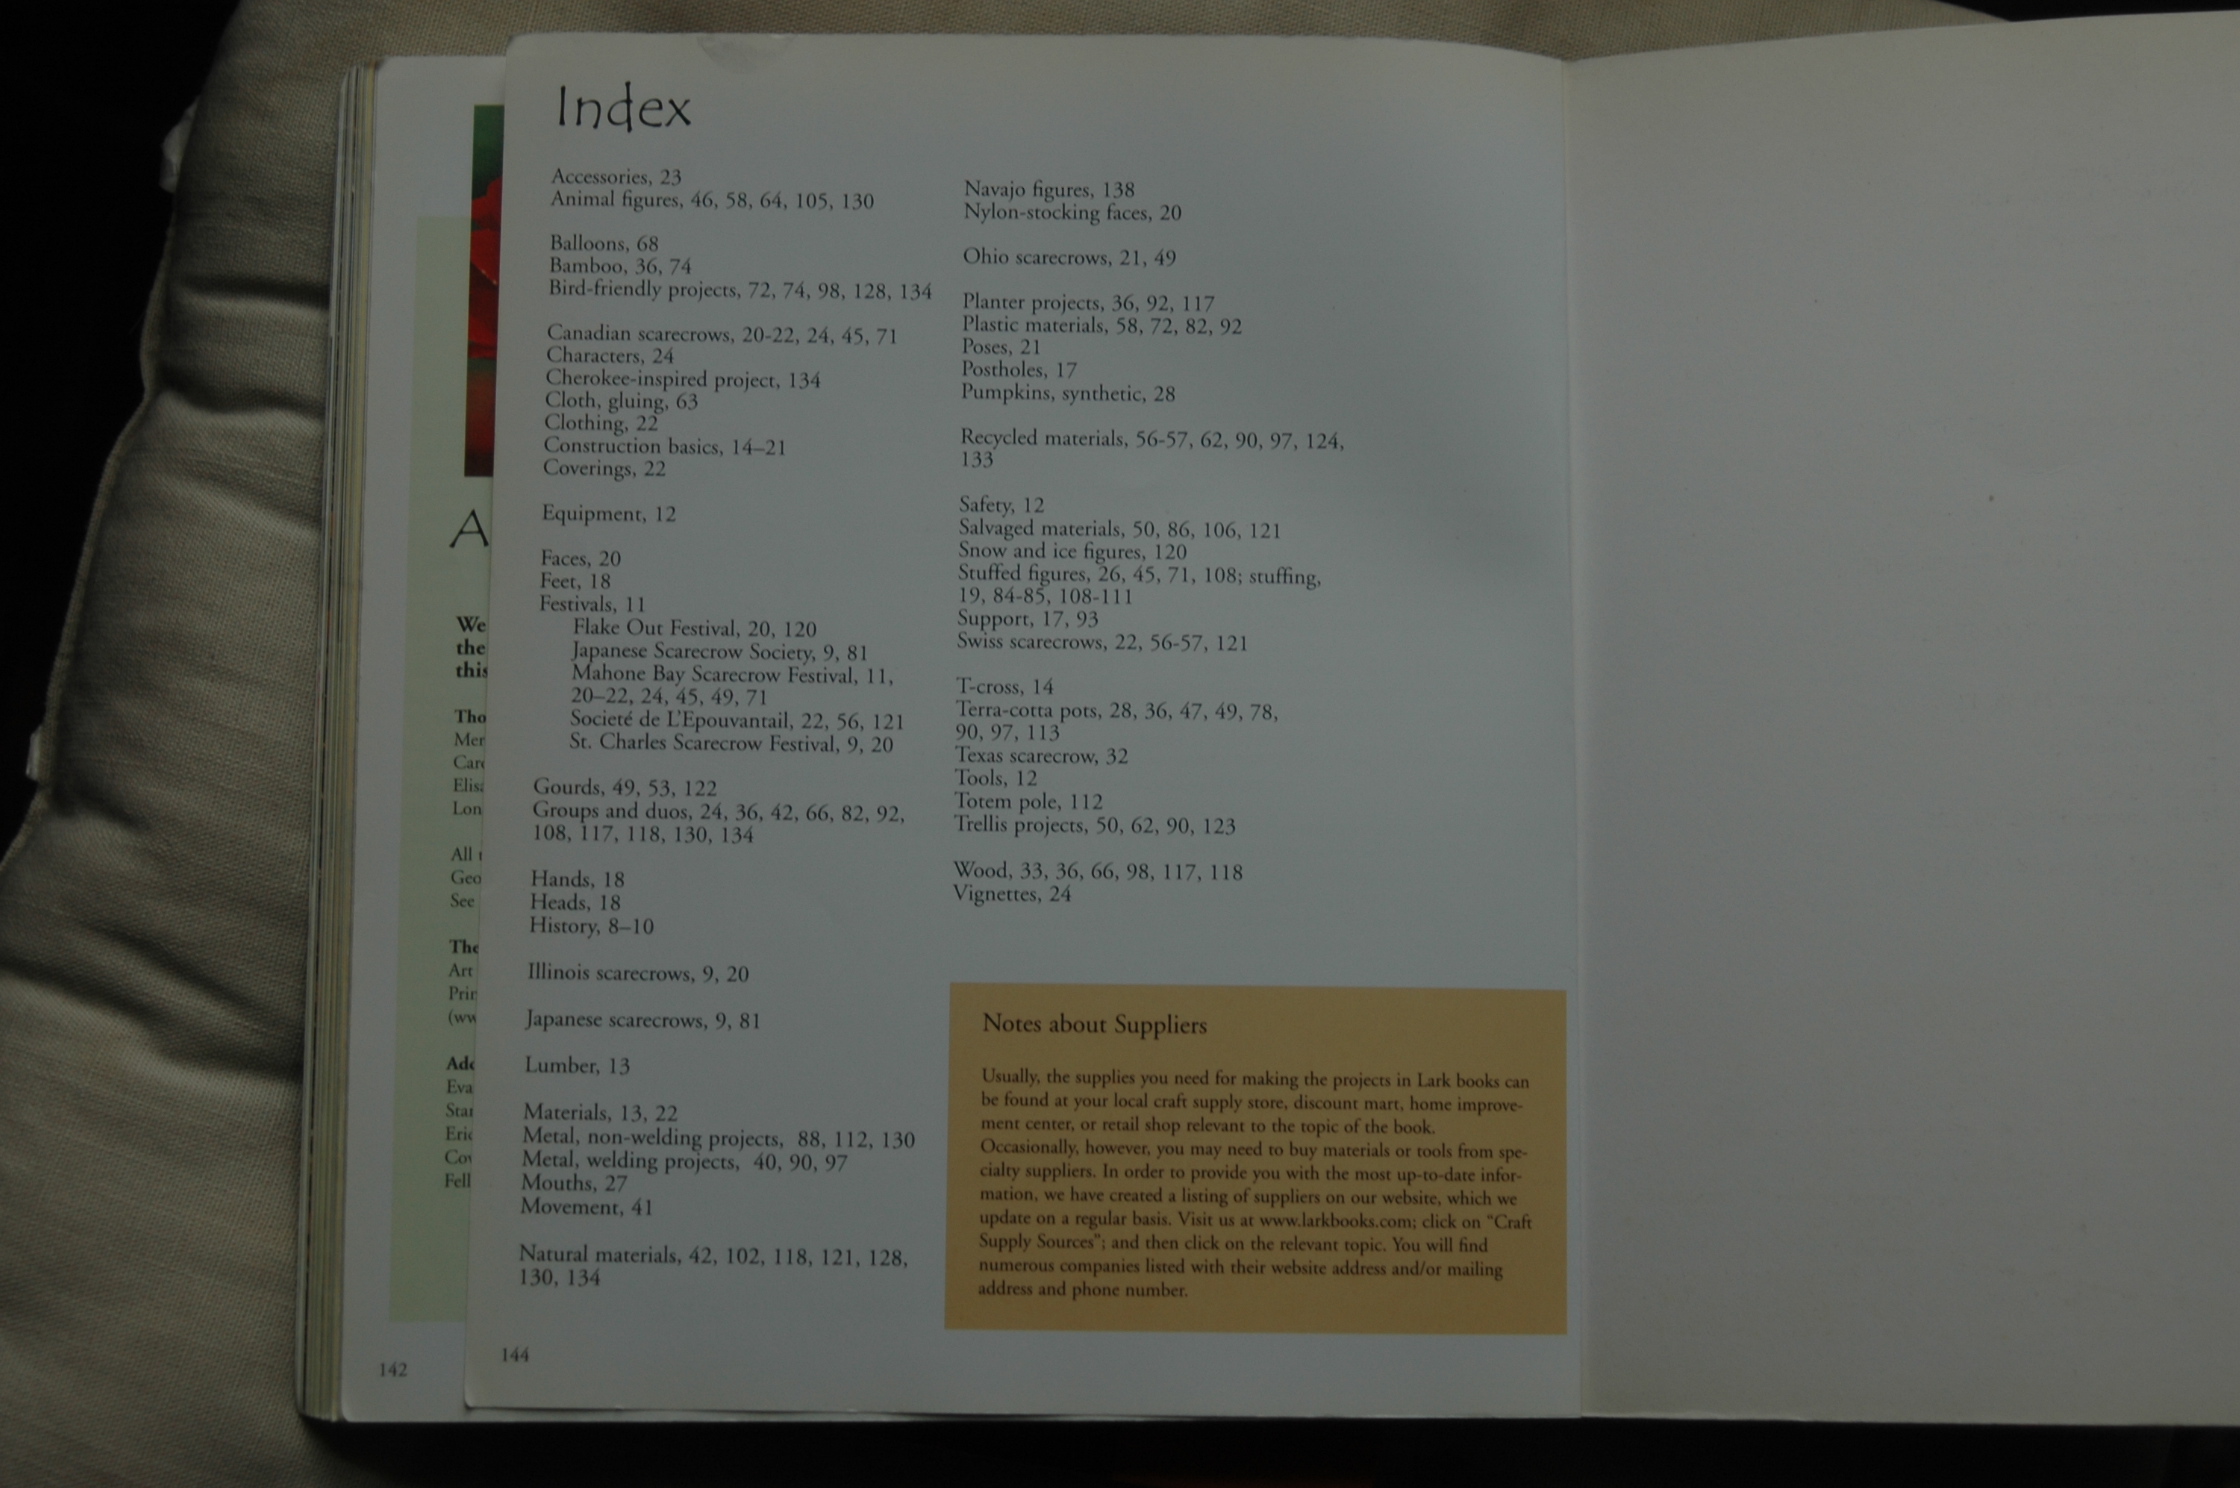 Index
Accessories, 23
Animal figures, 46, 58, 64, 105, 130
Balloons, 68
Bamboo, 36, 74
Bird-friendly projects, 72, 74, 98, 128, 134
Canadian scarecrows, 20-22, 24, 45, 71
Characters, 24
Cherokee-inspired project, 134
Cloth, gluing, 63
Clothing, 22
Construction basics, 14–21
Coverings, 22
Equipment, 12
Faces, 20
Feet, 18
Festivals, 11
Flake Out Festival, 20, 120
Japanese Scarecrow Society, 9, 81
Mahone Bay Scarecrow Festival, 11,
20–22, 24, 45, 49, 71
Societé de L'Epouvantail, 22, 56, 121
St. Charles Scarecrow Festival, 9, 20
Gourds, 49, 53, 122
Groups and duos, 24, 36, 42, 66, 82, 92,
108, 117, 118, 130, 134
Hands, 18
Heads, 18
History, 8–10
Illinois scarecrows, 9, 20
Japanese scarecrows, 9, 81
Lumber, 13
Materials, 13, 22
Metal, non-welding projects, 88, 112, 130
Metal, welding projects, 40, 90, 97
Mouths, 27
Movement, 41
Natural materials, 42, 102, 118, 121, 128,
130, 134
144
Navajo figures, 138
Nylon-stocking faces, 20
Ohio scarecrows, 21, 49
Planter projects, 36, 92, 117
Plastic materials, 58, 72, 82, 92
Poses, 21
Postholes, 17
Pumpkins, synthetic, 28
Recycled materials, 56-57, 62, 90, 97, 124,
133
Safety, 12
Salvaged materials, 50, 86, 106, 121
Snow and ice figures, 120
Stuffed figures, 26, 45, 71, 108; stuffing,
19, 84-85, 108-111
Support, 17, 93
Swiss scarecrows, 22, 56-57, 121
T-cross, 14
Terra-cotta pots, 28, 36, 47, 49, 78,
90, 97, 113
Texas scarecrow, 32
Tools, 12
Totem pole, 112
Trellis projects, 50, 62, 90, 123
Wood, 33, 36, 66, 98, 117, 118
Vignettes, 24
Notes about Suppliers
Usually, the supplies you need for making the projects in Lark books can
be found at your local craft supply store, discount mart, home improve-
ment center, or retail shop relevant to the topic of the book.
Occasionally, however, you may need to buy materials or tools from spe-
cialty suppliers. In order to provide you with the most up-to-date infor-
mation, we have created a listing of suppliers on our website, which we
update on a regular basis. Visit us at www.larkbooks.com; click on "Craft
Supply Sources"; and then click on the relevant topic. You will find
numerous companies listed with their website address and/or mailing
address and phone number.
A
We
the
this
Tho
Mer
Elis
Lon
All
Geo
See
The
Art
Prin
(ww
Eva
Star
Eric
Fell
142